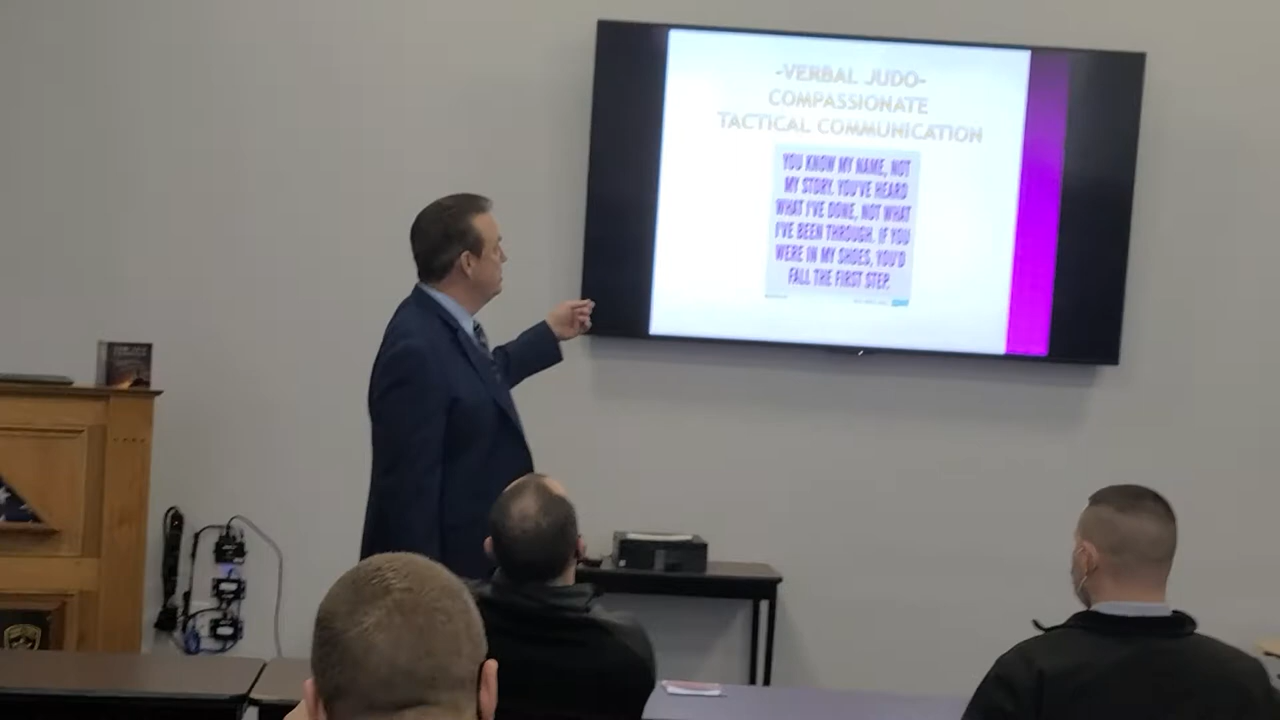 -VERBAL JUDO-
COMPASSIONATE
TACTICAL COMMUNICATION
YOU KNOW MY NAME, NOT
MY STORY. YOU'VE HEARD
WHAT I'VE DONE, NOT WHAT
I'VE BEEN THROUGH. IF YOU
WERE IN MY SHOES, YOU'D
FALL THE FIRST STEP.